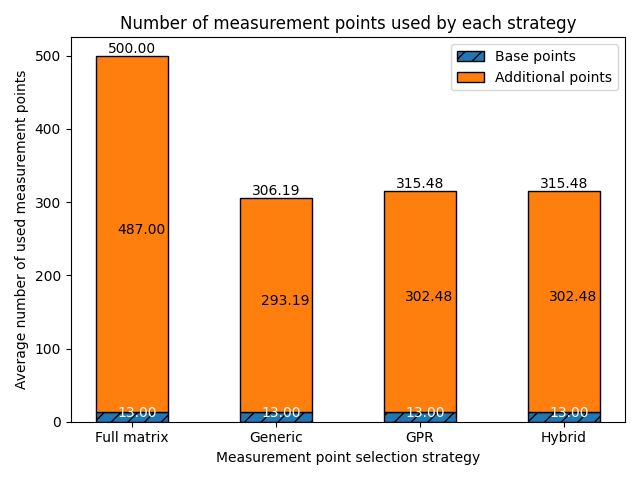 Number of measurement points used by each strategy
Base points
Additional points
Average number of used measurement points
500
400
300
200
100
0
500.00
306.19
315.48
315.48
487.00
293.19
302.48
302.48
13.00
13.00
13.00
13.00
Full matrix
Generic
GPR
Hybrid
Measurement point selection strategy